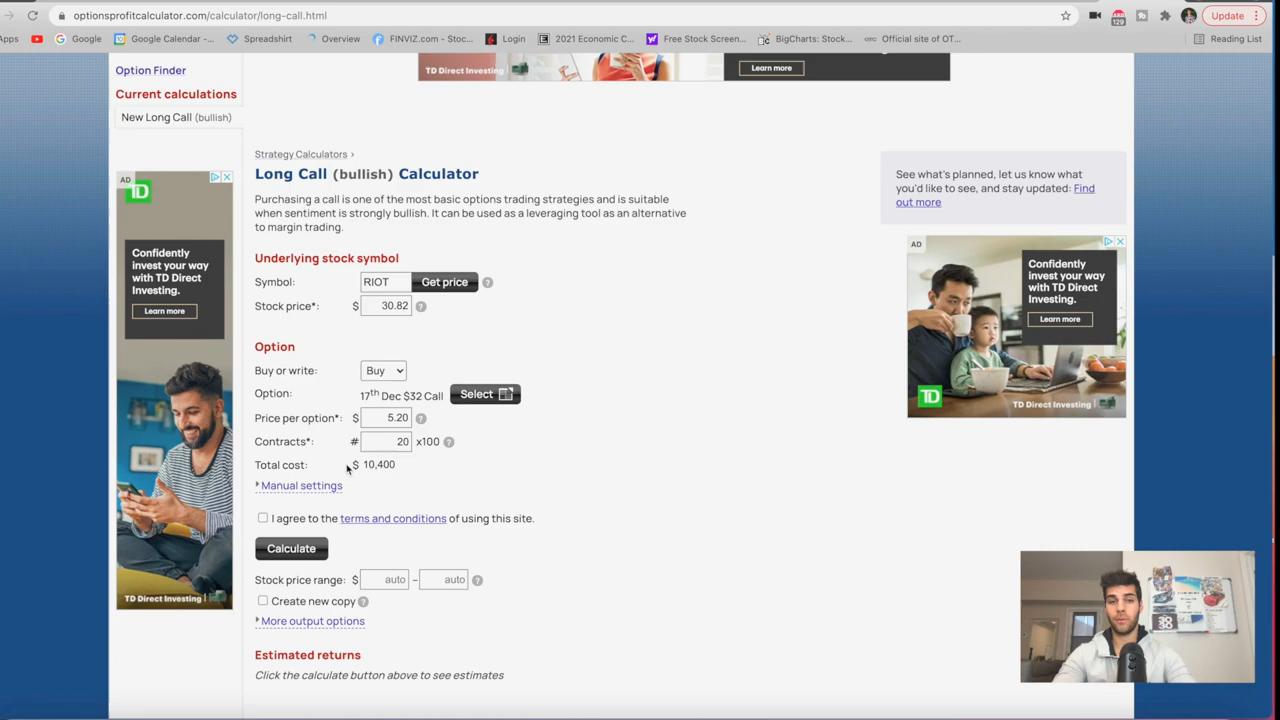 optionsprofitcalculator.com/calculator/long-call.html
Update
129
Apps
Google
Google Calendar -...
Spreadshirt
Overview
FINVIZ.com - Stoc...
Login
2021 Economic C...
Free Stock Screen...
BigCharts: Stock...
Official site of OT...
Reading List
Option Finder
Current calculations
New Long Call (bullish)
TD Direct Investing
Learn more
Strategy Calculators ›
Long Call (bullish) Calculator
Purchasing a call is one of the most basic options trading strategies and is suitable
when sentiment is strongly bullish. It can be used as a leveraging tool as an alternative
to margin trading.
See what's planned, let us know what
you'd like to see, and stay updated: Find
out more
AD
TD
Confidently
invest your way
with TD Direct
Investing.
Learn more
TD Direct Investing
Underlying stock symbol
Symbol: RIOT Get price ?
Stock price*: $ 30.82 ?
Option
Buy or write: Buy
Option: 17th Dec $32 Call Select
Price per option*: $ 5.20 ?
Contracts*: # 20 x100 ?
Total cost: $ 10,400
Manual settings
I agree to the terms and conditions of using this site.
Calculate
Stock price range: $ auto – auto ?
Create new copy ?
More output options
Estimated returns
Click the calculate button above to see estimates
AD
Confidently
invest your way
with TD Direct
Investing.
Learn more
TD Direct Investing